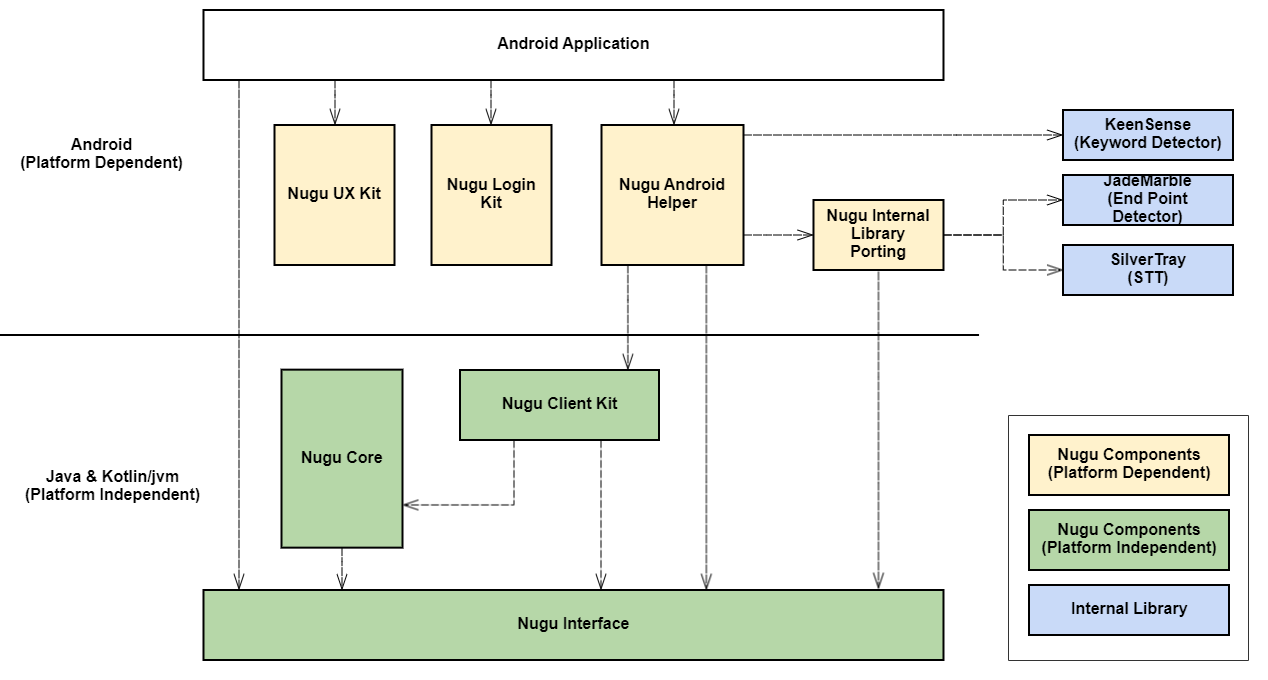 Android Application
Android
(Platform Dependent)
Nugu UX Kit
Nugu Login
Kit
Nugu Android
Helper
Nugu Internal
Library
Porting
KeenSense
(Keyword Detector)
JadeMarble
(End Point
Detector)
SilverTray
(STT)
Java & Kotlin/jvm
(Platform Independent)
Nugu Core
Nugu Client Kit
Nugu Interface
Nugu Components
(Platform Dependent)
Nugu Components
(Platform Independent)
Internal Library